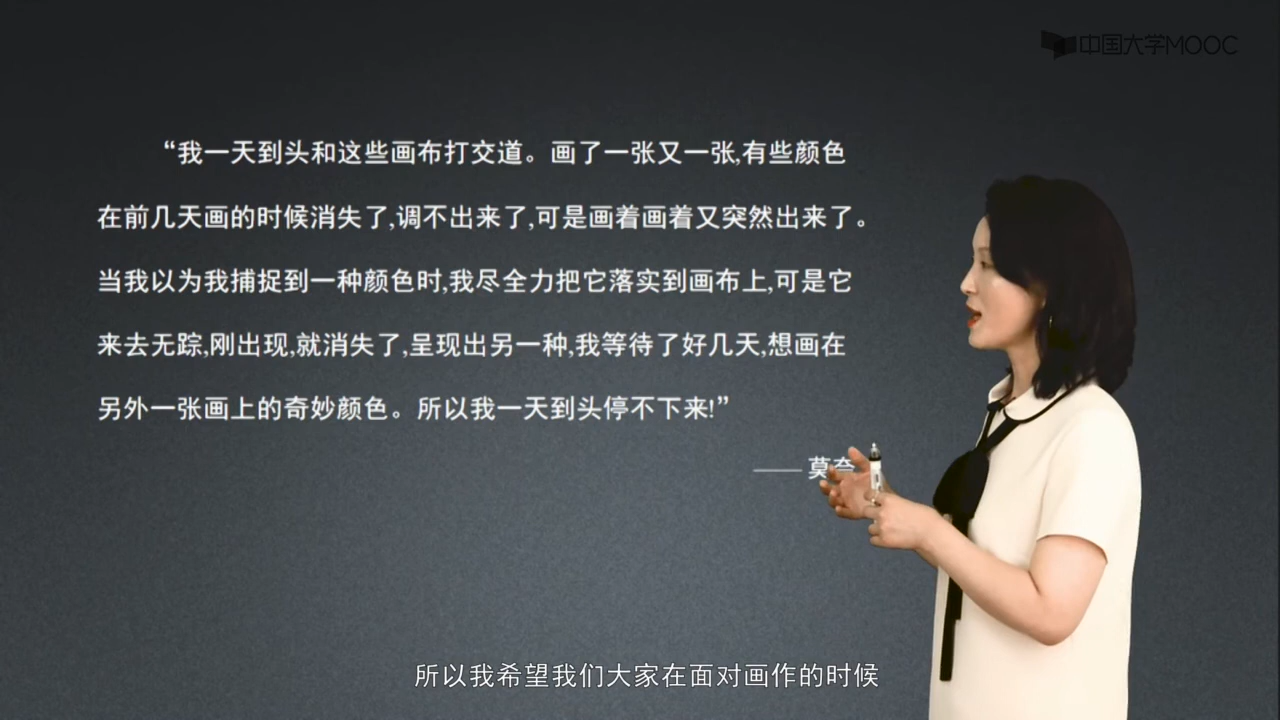 中国大学MOOC
“我一天到头和这些画布打交道。画了一张又一张,有些颜色
在前几天画的时候消失了,调不出来了,可是画着画着又突然出来了。
当我以为我捕捉到一种颜色时,我尽全力把它落实到画布上,可是它
来去无踪,刚出现,就消失了,呈现出另一种,我等待了好几天,想画在
另外一张画上的奇妙颜色。所以我一天到头停不下来!”
—— 莫奈
所以我希望我们大家在面对画作的时候